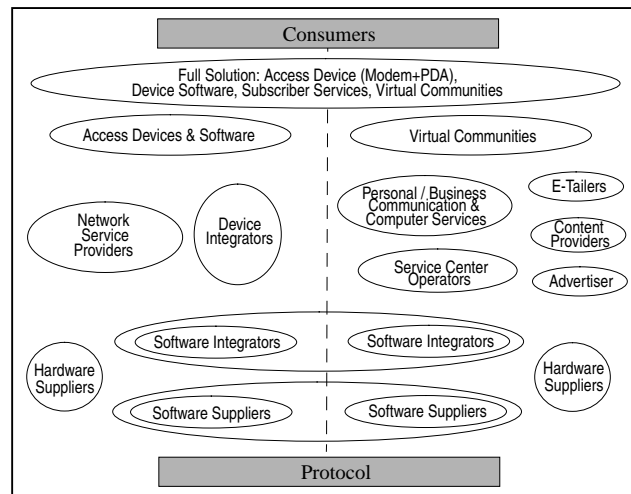 Consumers
Full Solution: Access Device (Modem+PDA),
Device Software, Subscriber Services, Virtual Communities
Access Devices & Software
Virtual Communities
Network
Service
Providers
Device
Integrators
Personal / Business
Communication &
Computer Services
E-Tailers
Content
Providers
Service Center
Operators
Advertiser
Hardware
Suppliers
Software Integrators
Software Integrators
Hardware
Suppliers
Software Suppliers
Software Suppliers
Protocol